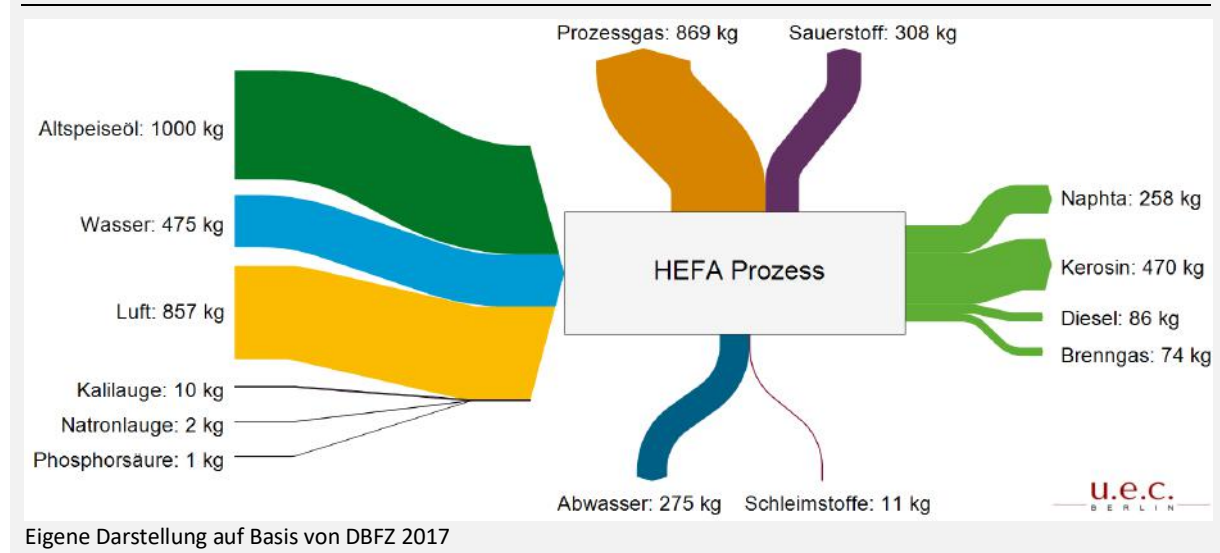 Prozessgas: 869 kg
Sauerstoff: 308 kg
Altspeiseöl: 1000 kg
Wasser: 475 kg
Luft: 857 kg
Kalilauge: 10 kg
Natronlauge: 2 kg
Phosphorsäure: 1 kg
HEFA Prozess
Naphta: 258 kg
Kerosin: 470 kg
Diesel: 86 kg
Brenngas: 74 kg
Abwasser: 275 kg
Schleimstoffe: 11 kg
u.e.c.
BERLIN
Eigene Darstellung auf Basis von DBFZ 2017